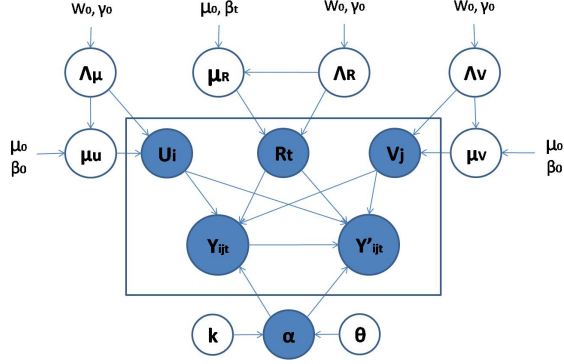 W₀, γ₀ μ₀, βₜ W₀, γ₀ W₀, γ₀
Λμ μR ΛR ΛV
μ₀ β₀ μu Ui Rt Vj μV μ₀ β₀
Yijt Y'ijt
k α θ